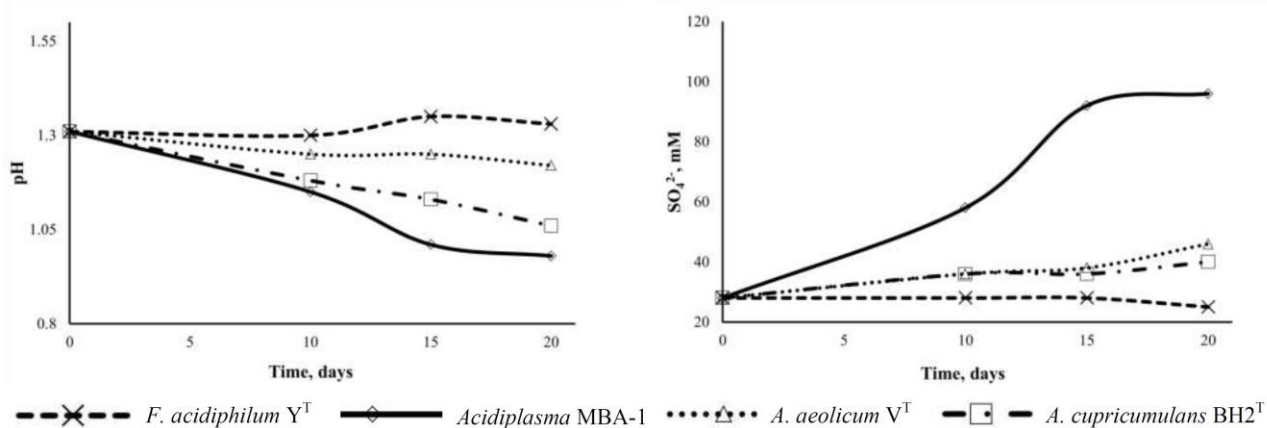 1.55
1.3
1.05
0.8
pH
0
5
10
15
20
Time, days
120
100
80
60
40
20
SO₄²⁻, mM
0
5
10
15
20
Time, days
F. acidiphilum Yᵀ
Acidiplasma MBA-1
A. aeolicum Vᵀ
A. cupricumulans BH2ᵀ